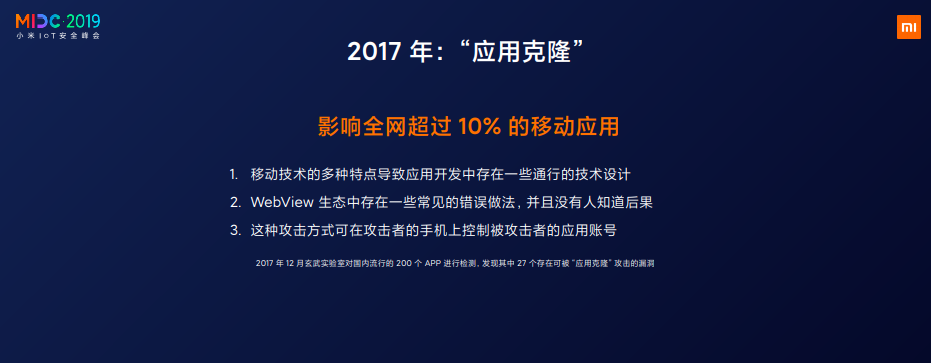 MIDC·2019
小米IoT安全峰会
mi
2017 年：“应用克隆”
影响全网超过 10% 的移动应用
1. 移动技术的多种特点导致应用开发中存在一些通行的技术设计
2. WebView 生态中存在一些常见的错误做法，并且没有人知道后果
3. 这种攻击方式可在攻击者的手机上控制被攻击者的应用账号
2017 年 12 月玄武实验室对国内流行的 200 个 APP 进行检测，发现其中 27 个存在可被 “应用克隆” 攻击的漏洞